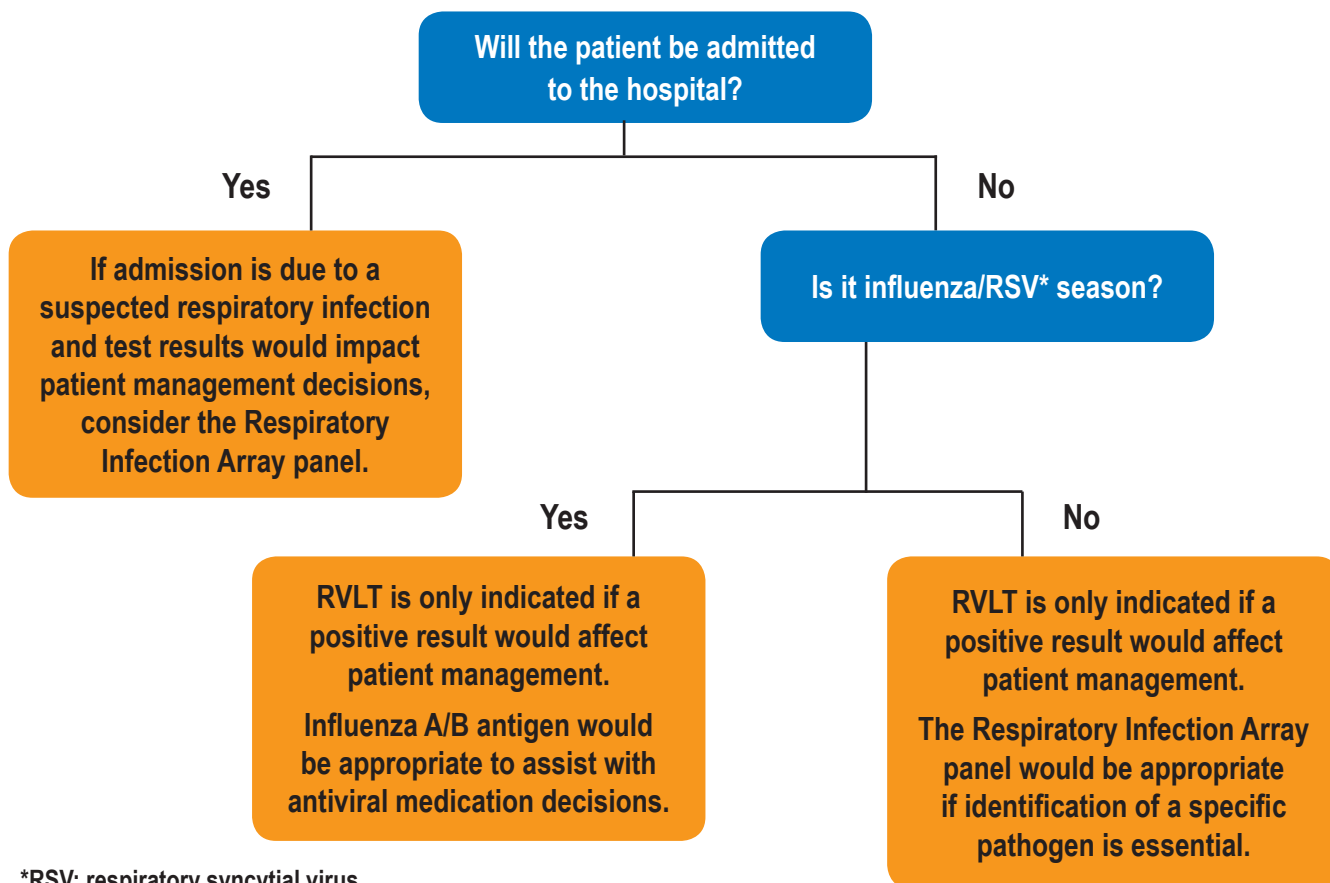 Will the patient be admitted
to the hospital?
Yes
No
If admission is due to a
suspected respiratory infection
and test results would impact
patient management decisions,
consider the Respiratory
Infection Array panel.
Is it influenza/RSV* season?
Yes
No
RVLT is only indicated if a
positive result would affect
patient management.
Influenza A/B antigen would
be appropriate to assist with
antiviral medication decisions.
RVLT is only indicated if a
positive result would affect
patient management.
The Respiratory Infection Array
panel would be appropriate
if identification of a specific
pathogen is essential.
*RSV: respiratory syncytial virus